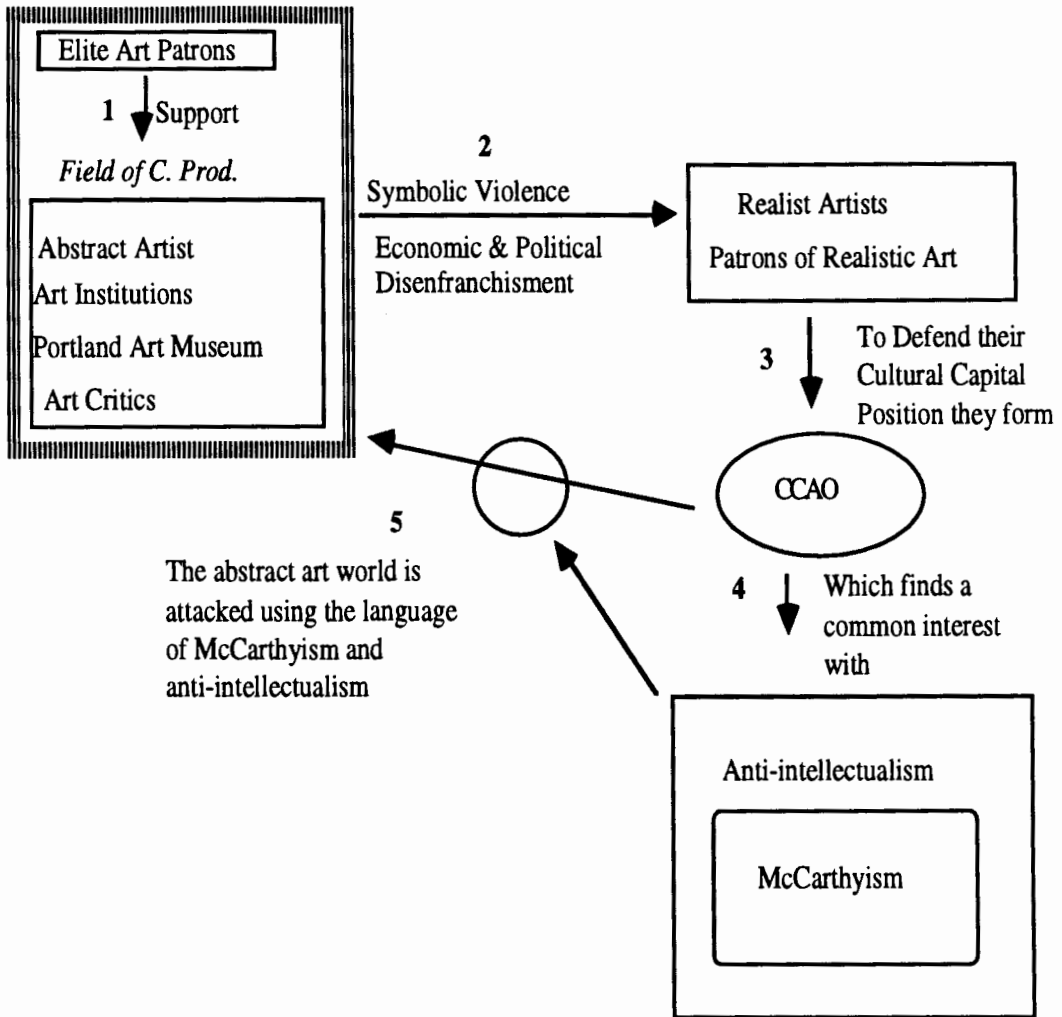 Elite Art Patrons
1
Support
Field of C. Prod.
Abstract Artist
Art Institutions
Portland Art Museum
Art Critics
2
Symbolic Violence
Economic & Political
Disenfranchisment
Realist Artists
Patrons of Realistic Art
3
To Defend their
Cultural Capital
Position they form
CCAO
4
Which finds a
common interest
with
Anti-intellectualism
McCarthyism
5
The abstract art world is
attacked using the language
of McCarthyism and
anti-intellectualism